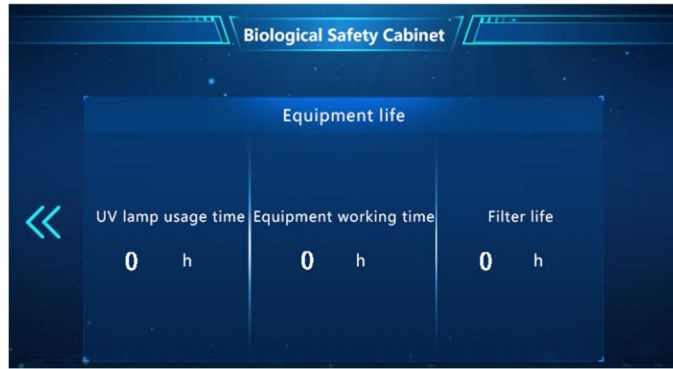 Biological Safety Cabinet
Equipment life
UV lamp usage time Equipment working time Filter life
0 h 0 h 0 h